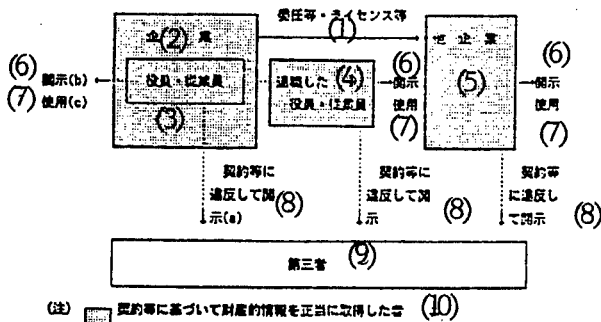 委任等・ライセンス等
(1)
企(2)業
他企業
(6)
開示(b)
(7) 使用(c)
役員・従業員
(3)
退職した(4)
役員・従業員
(6)
開示
使用
(7)
(5)
(6)
開示
使用
(7)
契約等に
違反して開
示(a)
(8)
契約等に
違反して開
示
(8)
契約等
に違反し
て開示
(8)
(9)
第三者
(注) 契約等に基づいて財産的情報を正当に取得した者 (10)